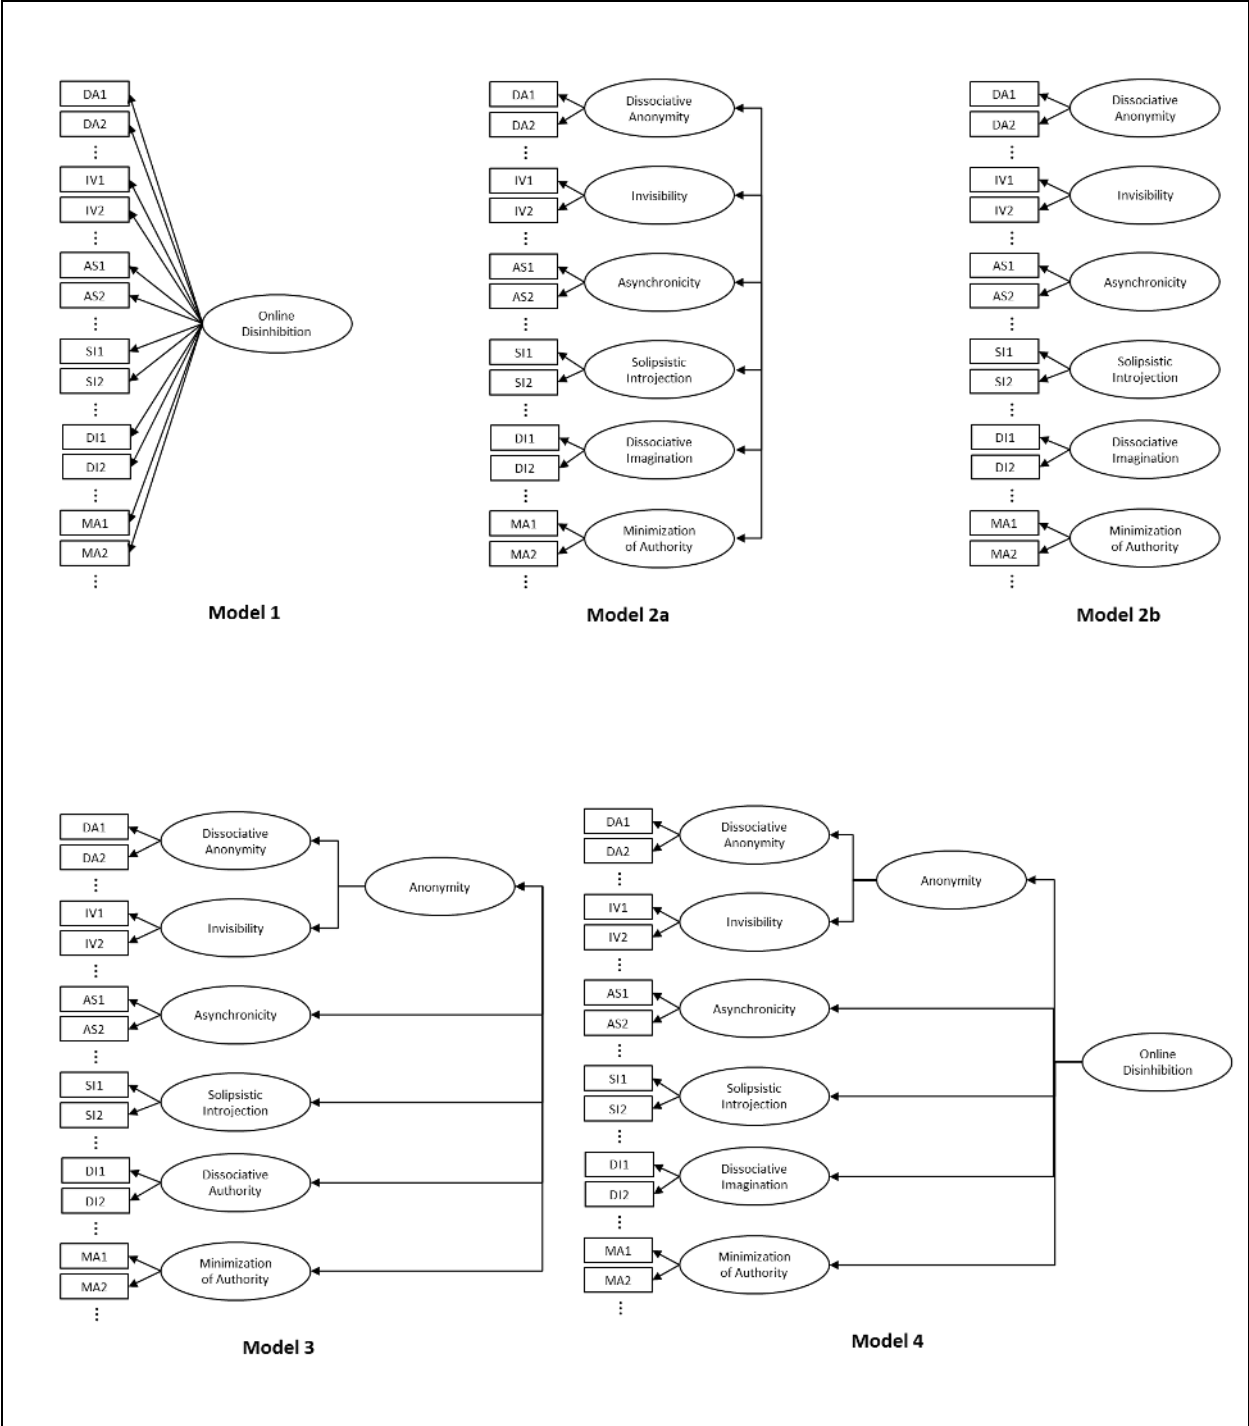 DA1
DA2
⋮
IV1
IV2
⋮
AS1
AS2
⋮
SI1
SI2
⋮
DI1
DI2
⋮
MA1
MA2
⋮
Online
Disinhibition
Model 1
DA1
DA2
⋮
IV1
IV2
⋮
AS1
AS2
⋮
SI1
SI2
⋮
DI1
DI2
⋮
MA1
MA2
⋮
Dissociative
Anonymity
Invisibility
Asynchronicity
Solipsistic
Introjection
Dissociative
Imagination
Minimization
of Authority
Model 2a
DA1
DA2
⋮
IV1
IV2
⋮
AS1
AS2
⋮
SI1
SI2
⋮
DI1
DI2
⋮
MA1
MA2
⋮
Dissociative
Anonymity
Invisibility
Asynchronicity
Solipsistic
Introjection
Dissociative
Imagination
Minimization
of Authority
Model 2b
DA1
DA2
⋮
IV1
IV2
⋮
AS1
AS2
⋮
SI1
SI2
⋮
DI1
DI2
⋮
MA1
MA2
⋮
Dissociative
Anonymity
Invisibility
Asynchronicity
Solipsistic
Introjection
Dissociative
Authority
Minimization
of Authority
Anonymity
Model 3
DA1
DA2
⋮
IV1
IV2
⋮
AS1
AS2
⋮
SI1
SI2
⋮
DI1
DI2
⋮
MA1
MA2
⋮
Dissociative
Anonymity
Invisibility
Asynchronicity
Solipsistic
Introjection
Dissociative
Imagination
Minimization
of Authority
Anonymity
Online
Disinhibition
Model 4